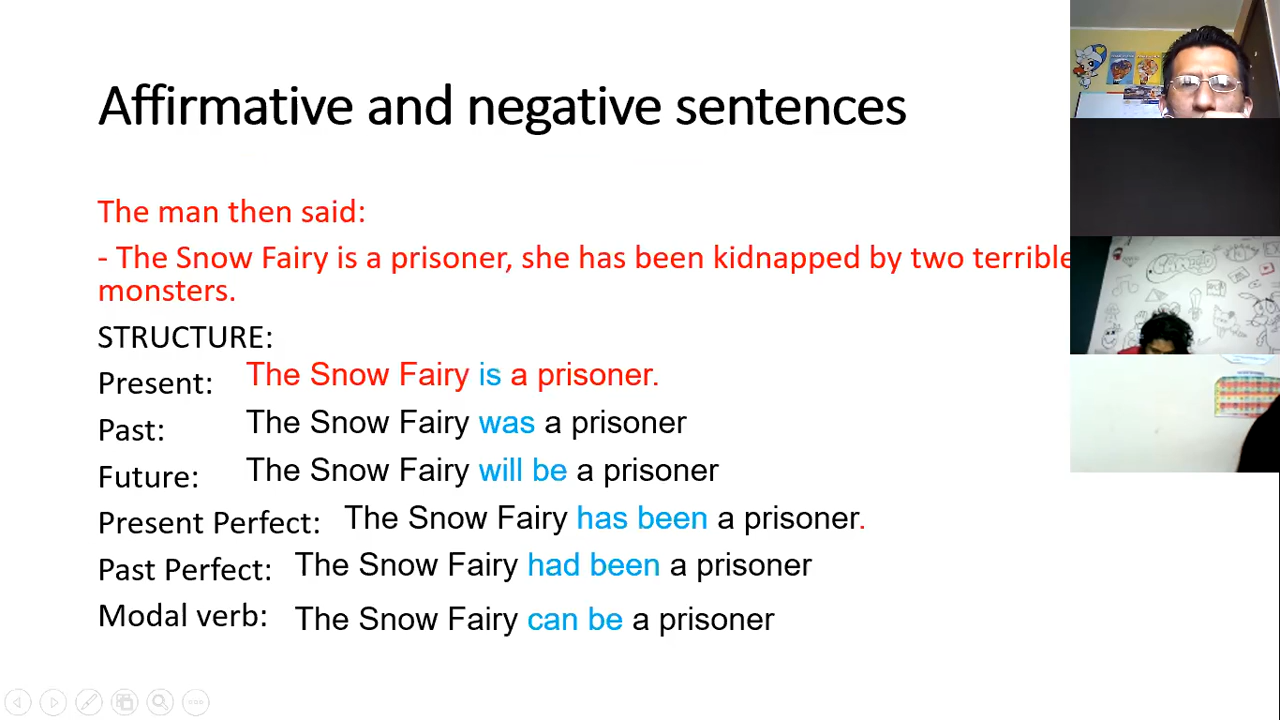 Affirmative and negative sentences
The man then said:
- The Snow Fairy is a prisoner, she has been kidnapped by two terrible
monsters.
STRUCTURE:
Present: The Snow Fairy is a prisoner.
Past: The Snow Fairy was a prisoner
Future: The Snow Fairy will be a prisoner
Present Perfect: The Snow Fairy has been a prisoner.
Past Perfect: The Snow Fairy had been a prisoner
Modal verb: The Snow Fairy can be a prisoner